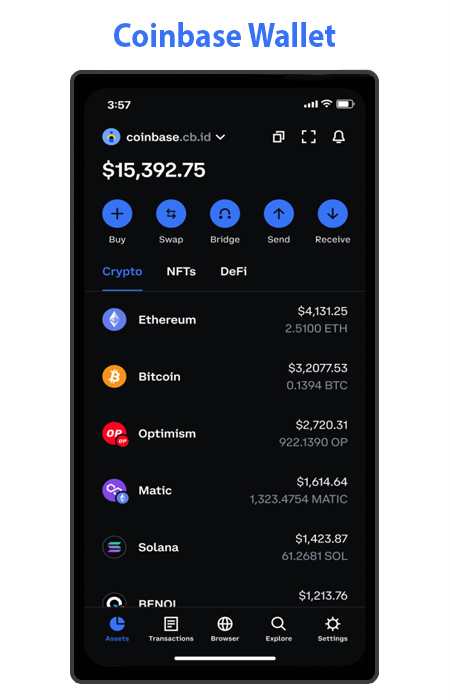 Coinbase Wallet
3:57
coinbase.cb.id
$15,392.75
Buy Swap Bridge Send Receive
Crypto NFTs DeFi
Ethereum $4,131.25
2.5100 ETH
Bitcoin $3,2077.53
0.1394 BTC
OP OP Optimism $2,720.31
922.1390 OP
Matic $1,614.64
1,323.4754 MATIC
Solana $1,423.87
61.2681 SOL
$1,213.76
Assets Transactions Browser Explore Settings